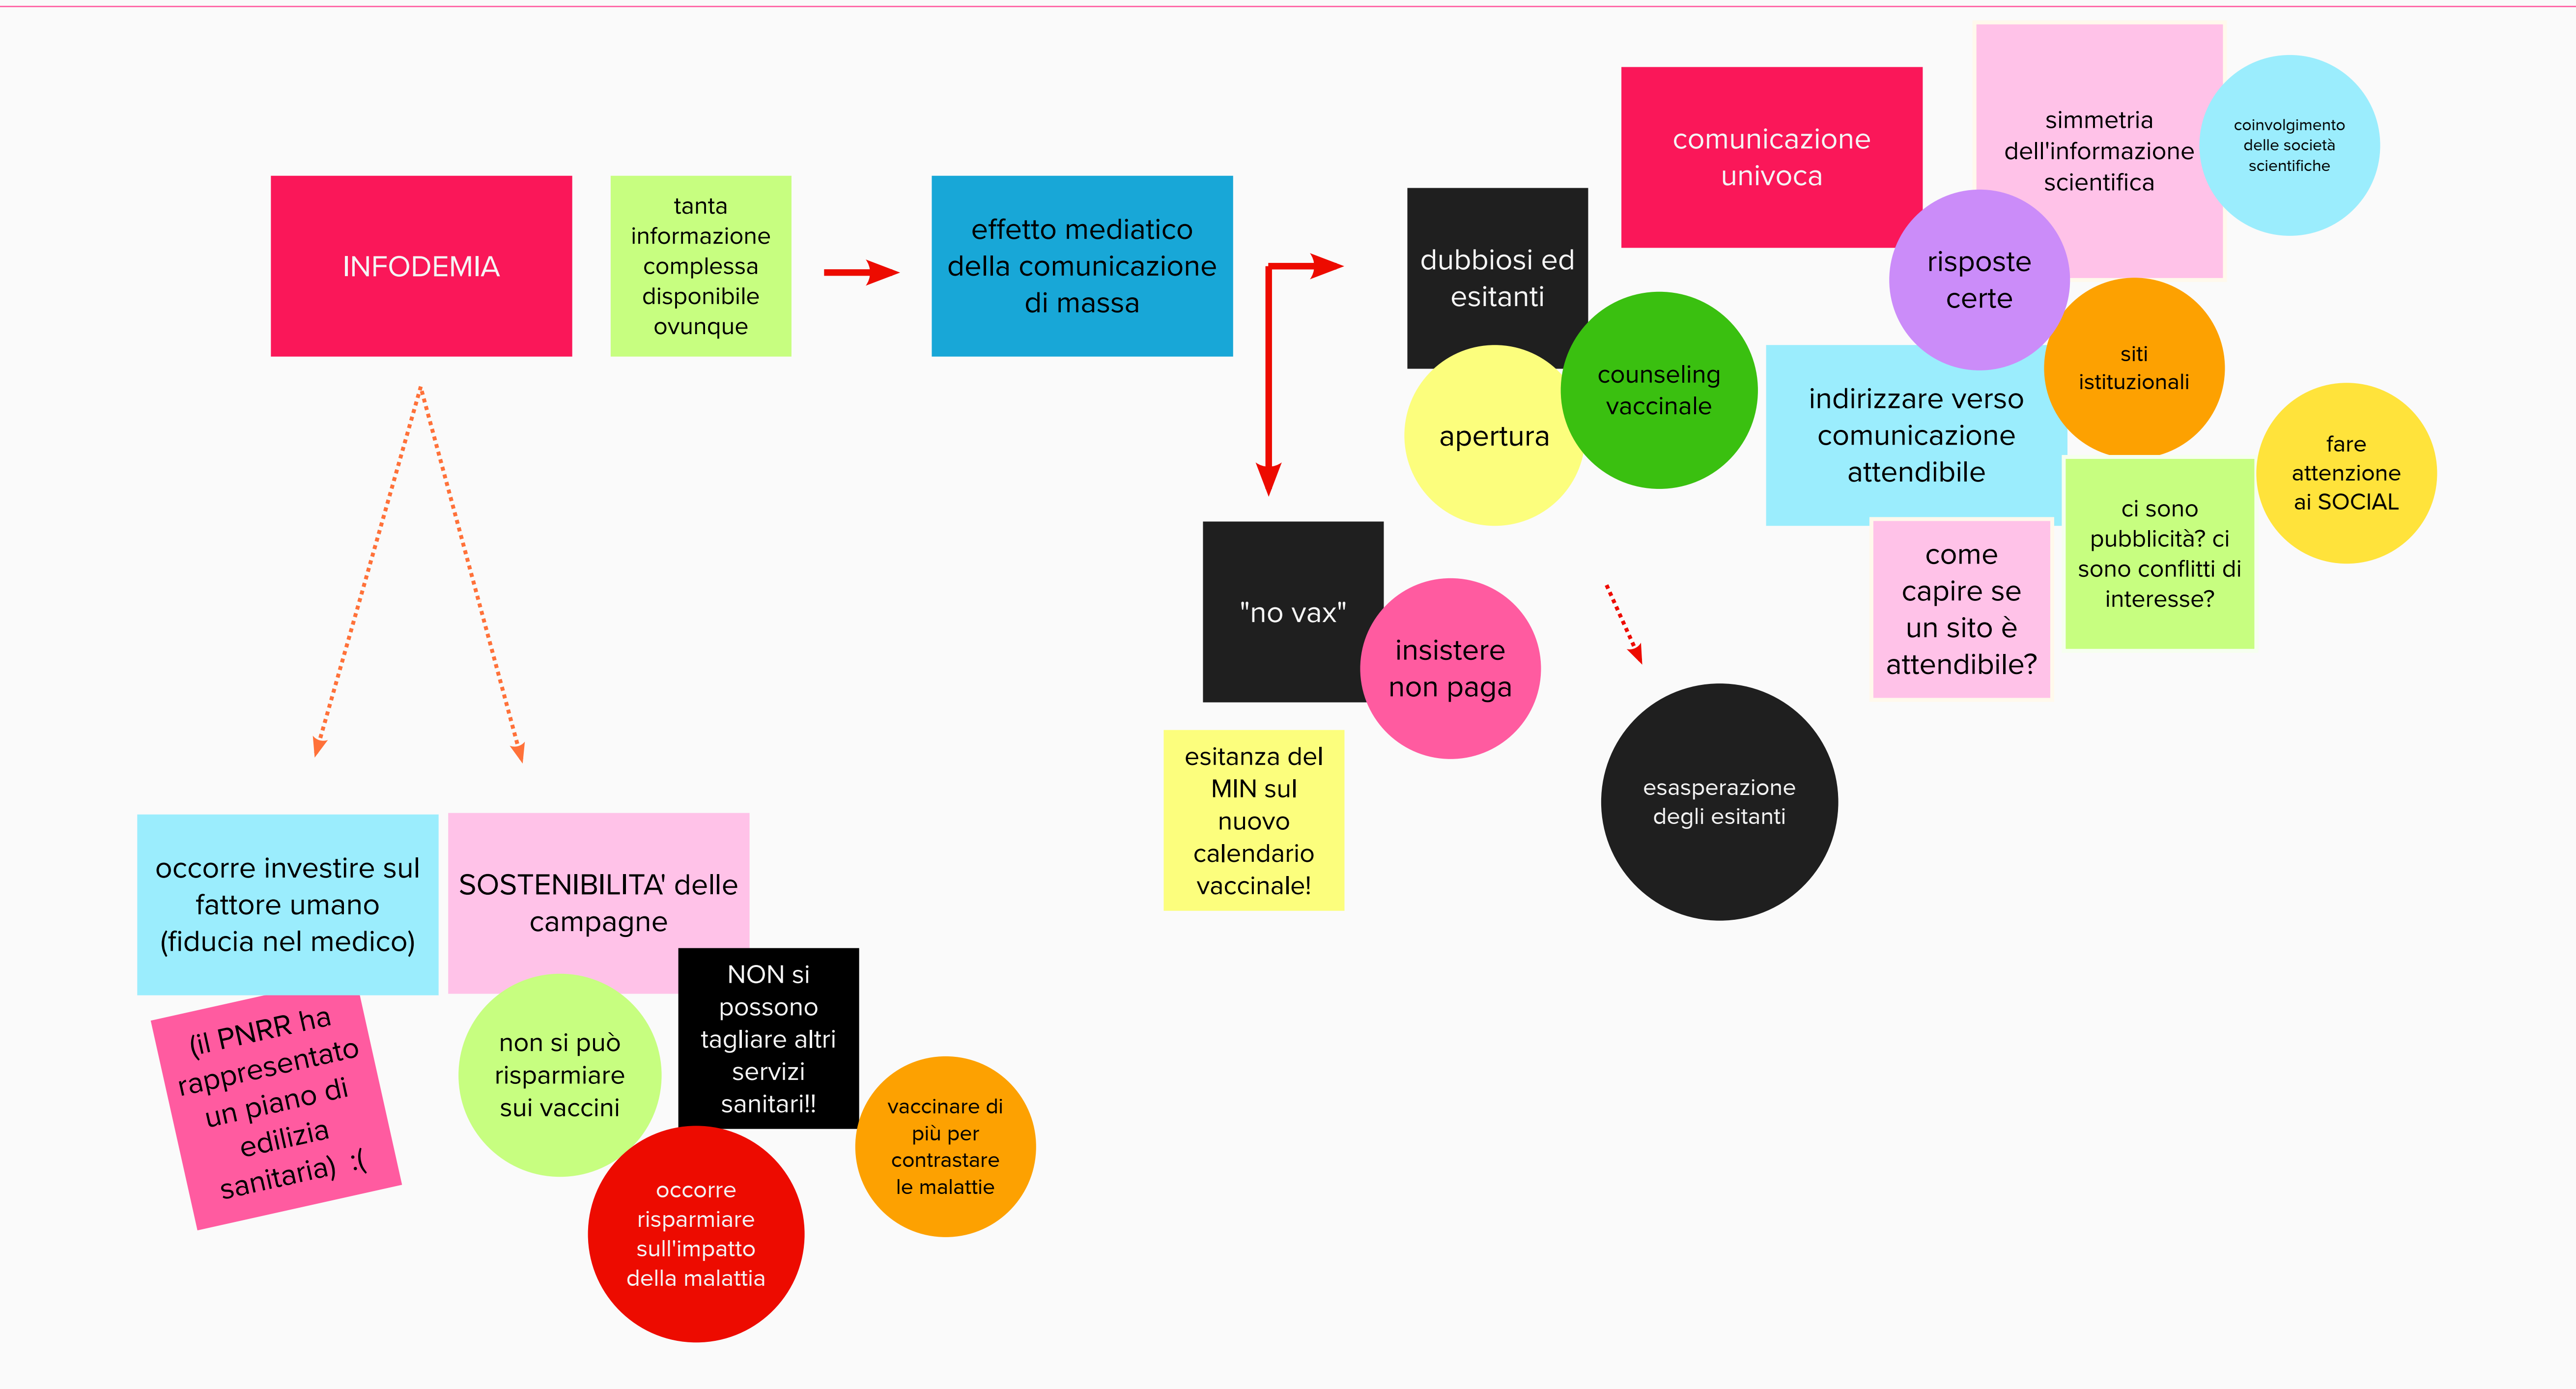 INFODEMIA
tanta
informazione
complessa
disponibile
ovunque
effetto mediatico
della comunicazione
di massa
dubbiosi ed
esitanti
apertura
counseling
vaccinale
comunicazione
univoca
simmetria
dell'informazione
scientifica
coinvolgimento
delle società
scientifiche
risposte
certe
siti
istituzionali
indirizzare verso
comunicazione
attendibile
fare
attenzione
ai SOCIAL
ci sono
pubblicità? ci
sono conflitti di
interesse?
come
capire se
un sito è
attendibile?
"no vax"
insistere
non paga
esitanza del
MIN sul
nuovo
calendario
vaccinale!
esasperazione
degli esitanti
occorre investire sul
fattore umano
(fiducia nel medico)
(il PNRR ha
rappresentato
un piano di
edilizia
sanitaria) :(
SOSTENIBILITA' delle
campagne
non si può
risparmiare
sui vaccini
NON si
possono
tagliare altri
servizi
sanitari!!
occorre
risparmiare
sull'impatto
della malattia
vaccinare di
più per
contrastare
le malattie